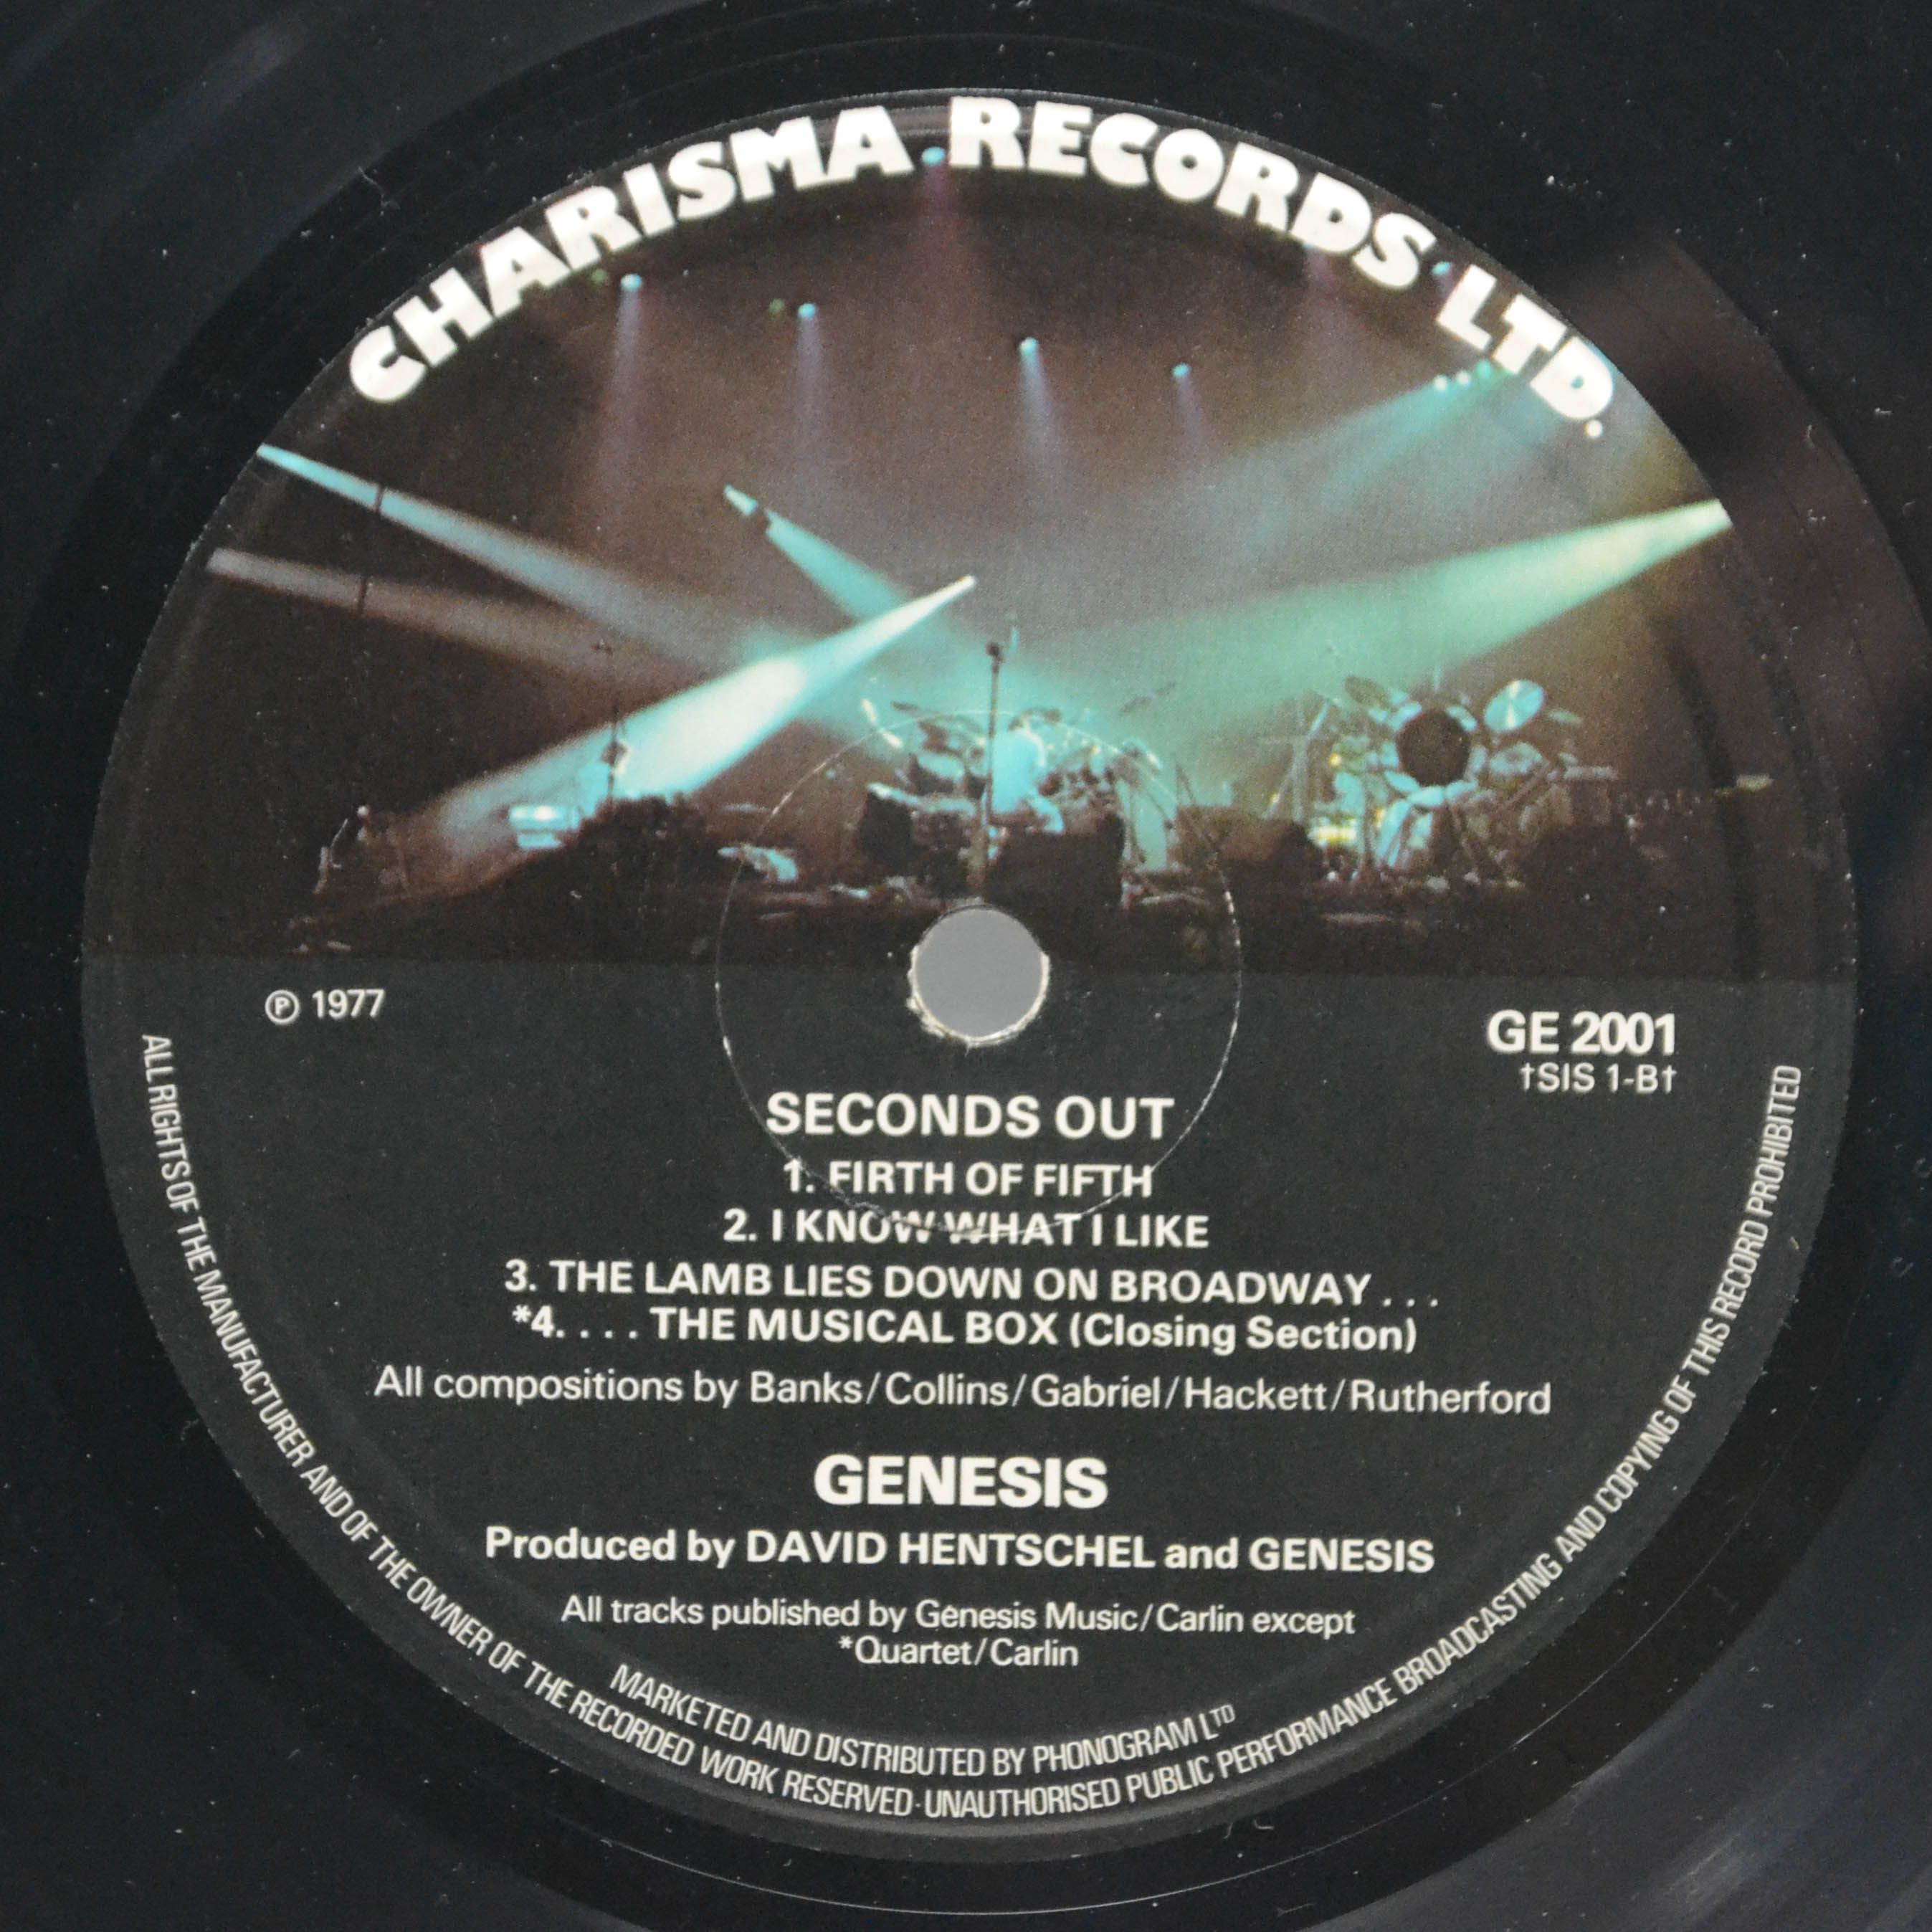 CHARISMA RECORDS LTD.
℗ 1977
GE 2001
†SIS 1-B†
SECONDS OUT
1. FIRTH OF FIFTH
2. I KNOW WHAT I LIKE
3. THE LAMB LIES DOWN ON BROADWAY . . .
*4. . . . THE MUSICAL BOX (Closing Section)
All compositions by Banks/Collins/Gabriel/Hackett/Rutherford
GENESIS
Produced by DAVID HENTSCHEL and GENESIS
All tracks published by Genesis Music/Carlin except
*Quartet/Carlin
MARKETED AND DISTRIBUTED BY PHONOGRAM LTD
ALL RIGHTS OF THE MANUFACTURER AND OF THE OWNER OF THE RECORDED WORK RESERVED·UNAUTHORISED PUBLIC PERFORMANCE BROADCASTING AND COPYING OF THIS RECORD PROHIBITED